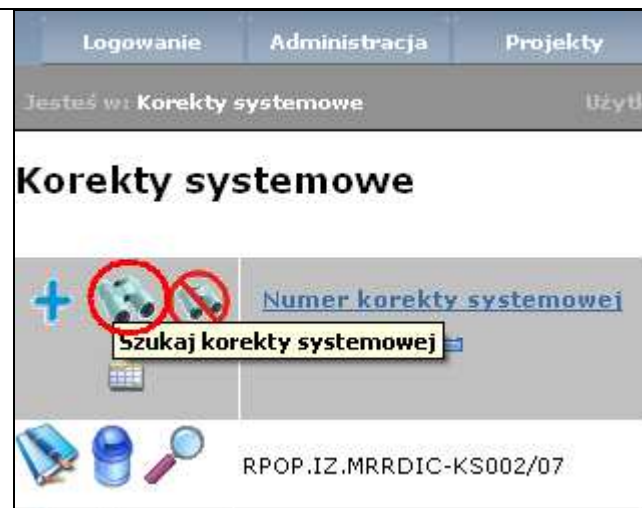 Logowanie Administracja Projekty
Jesteś w: Korekty systemowe
Korekty systemowe
Numer korekty systemowej
Szukaj korekty systemowej
RPOP.IZ.MRRDIC-KS002/07